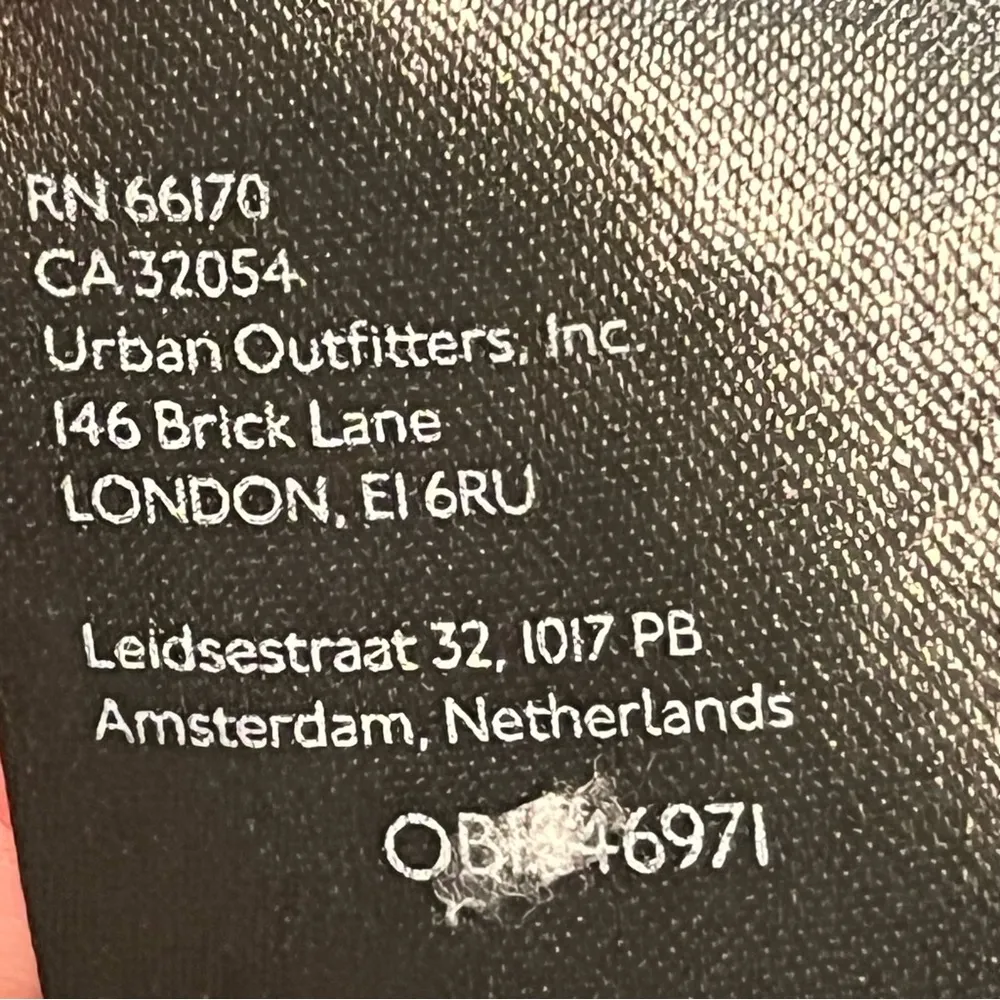 RN 66170
CA 32054
Urban Outfitters, Inc.
146 Brick Lane
LONDON, E1 6RU
Leidsestraat 32, 1017 PB
Amsterdam, Netherlands